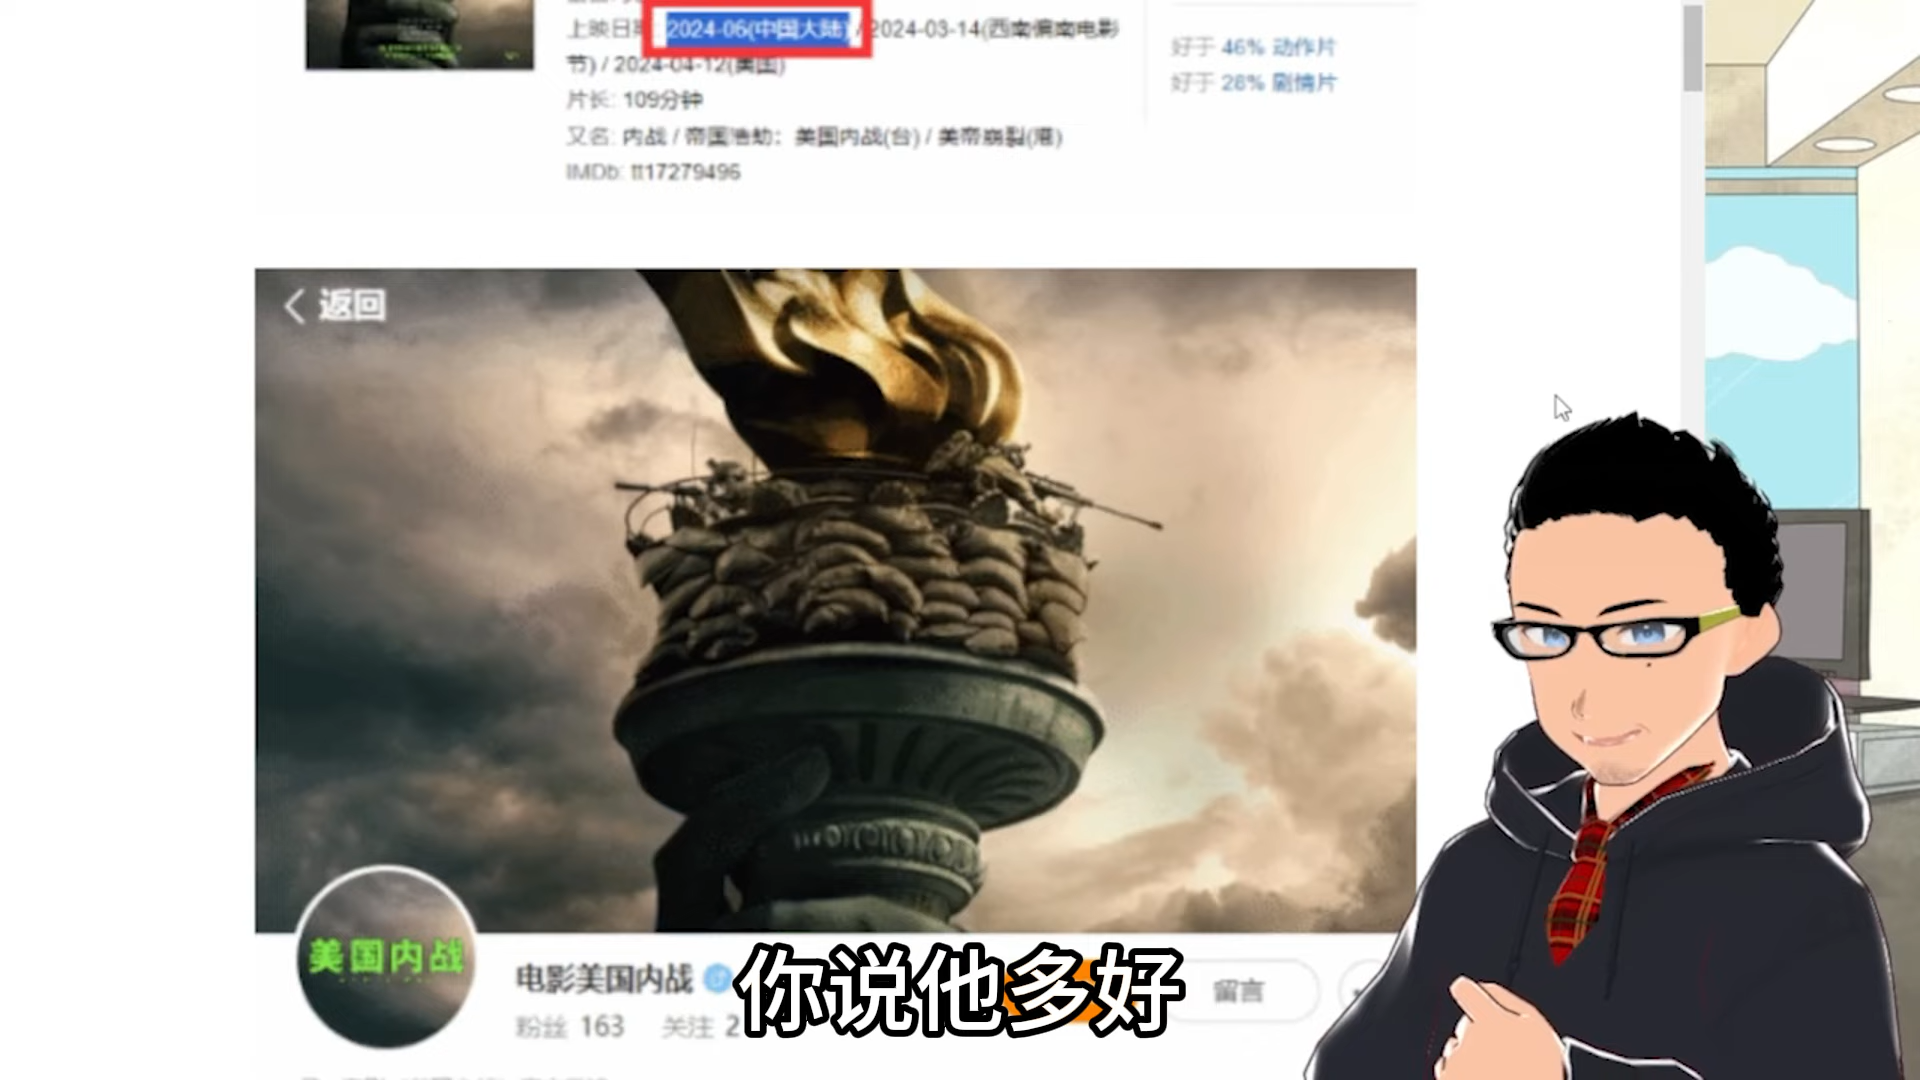 上映日期: 2024-06(中国大陆) / 2024-03-14(西南偏南电影
节) / 2024-04-12(美国)
片长: 109分钟
又名: 内战 / 帝国浩劫：美国内战(台) / 美帝崩裂(港)
IMDb: tt17279496
好于 46% 动作片
好于 28% 剧情片
返回
美国内战
电影美国内战
粉丝 163 关注 2
留言
你说他多好